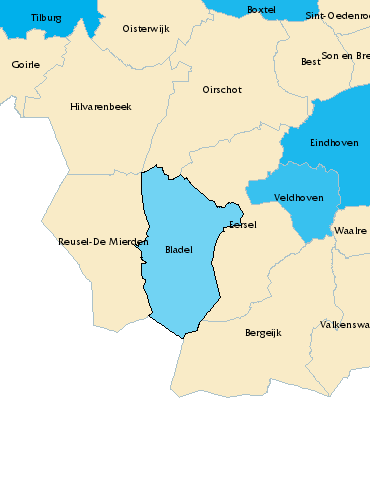 Boxtel
Tilburg
Sint-Oedenro
Oisterwijk
Son en Bre
Best
Goirle
Oirschot
Hilvarenbeek
Eindhoven
Veldhoven
Eersel
Waalre
Reusel-De Mierden
Bladel
Valkenswa
Bergeijk